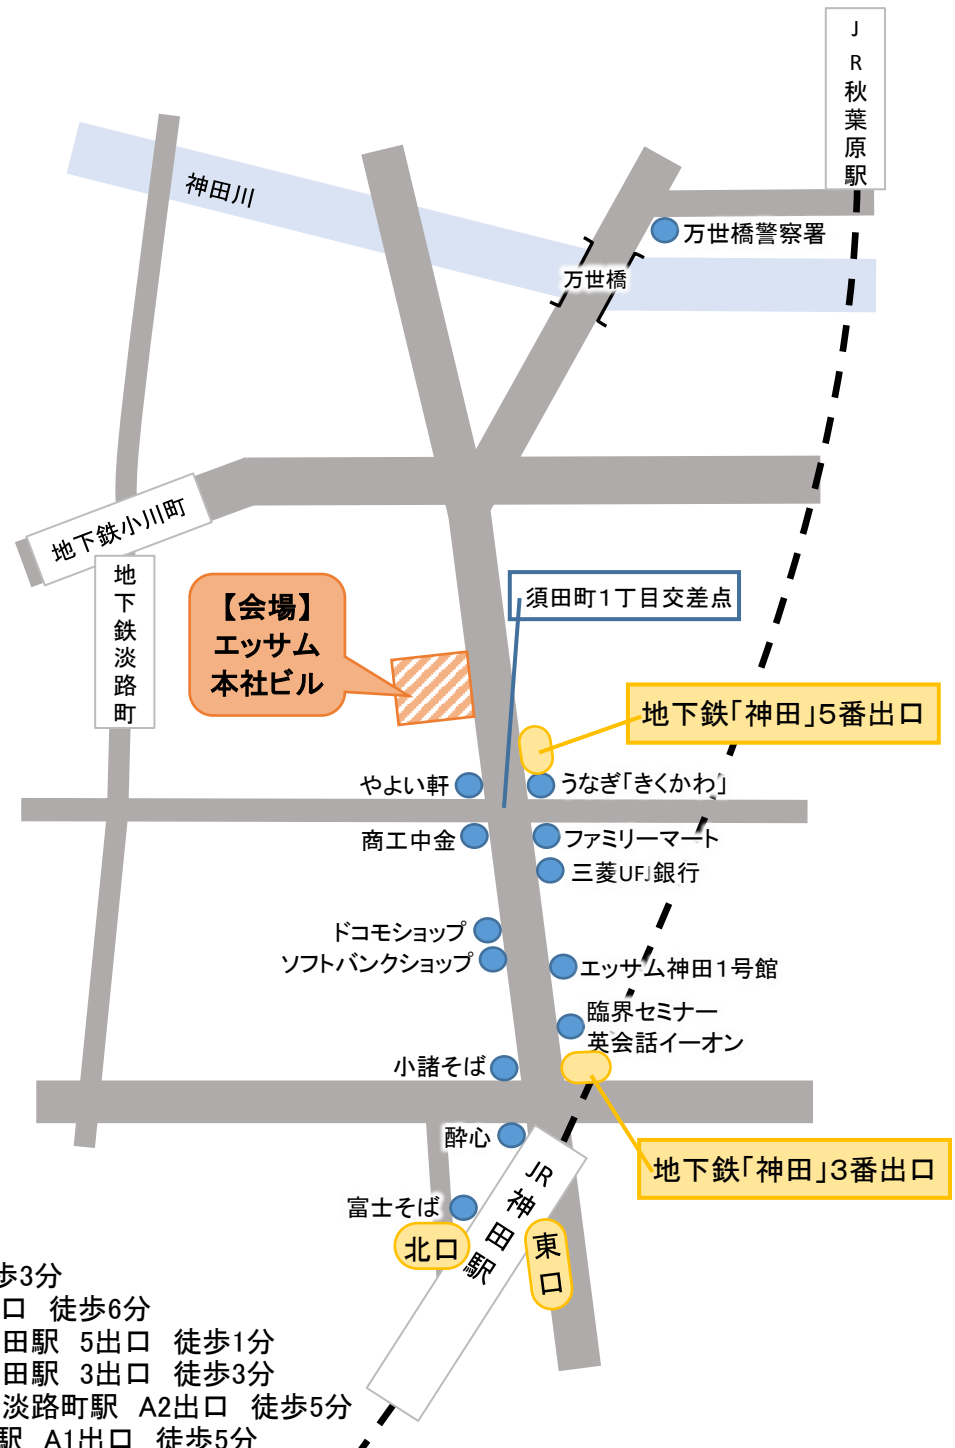 JR秋葉原駅
神田川
万世橋警察署
万世橋
地下鉄小川町
地下鉄淡路町
【会場】
エッサム
本社ビル
須田町1丁目交差点
地下鉄「神田」5番出口
やよい軒
うなぎ「きくかわ」
商工中金
ファミリーマート
三菱UFJ銀行
ドコモショップ
ソフトバンクショップ
エッサム神田1号館
臨界セミナー
英会話イーオン
小諸そば
酔心
地下鉄「神田」3番出口
JR神田駅
富士そば
北口
東口
歩3分
口 徒歩6分
田駅 5出口 徒歩1分
田駅 3出口 徒歩3分
淡路町駅 A2出口 徒歩5分
駅 A1出口 徒歩5分